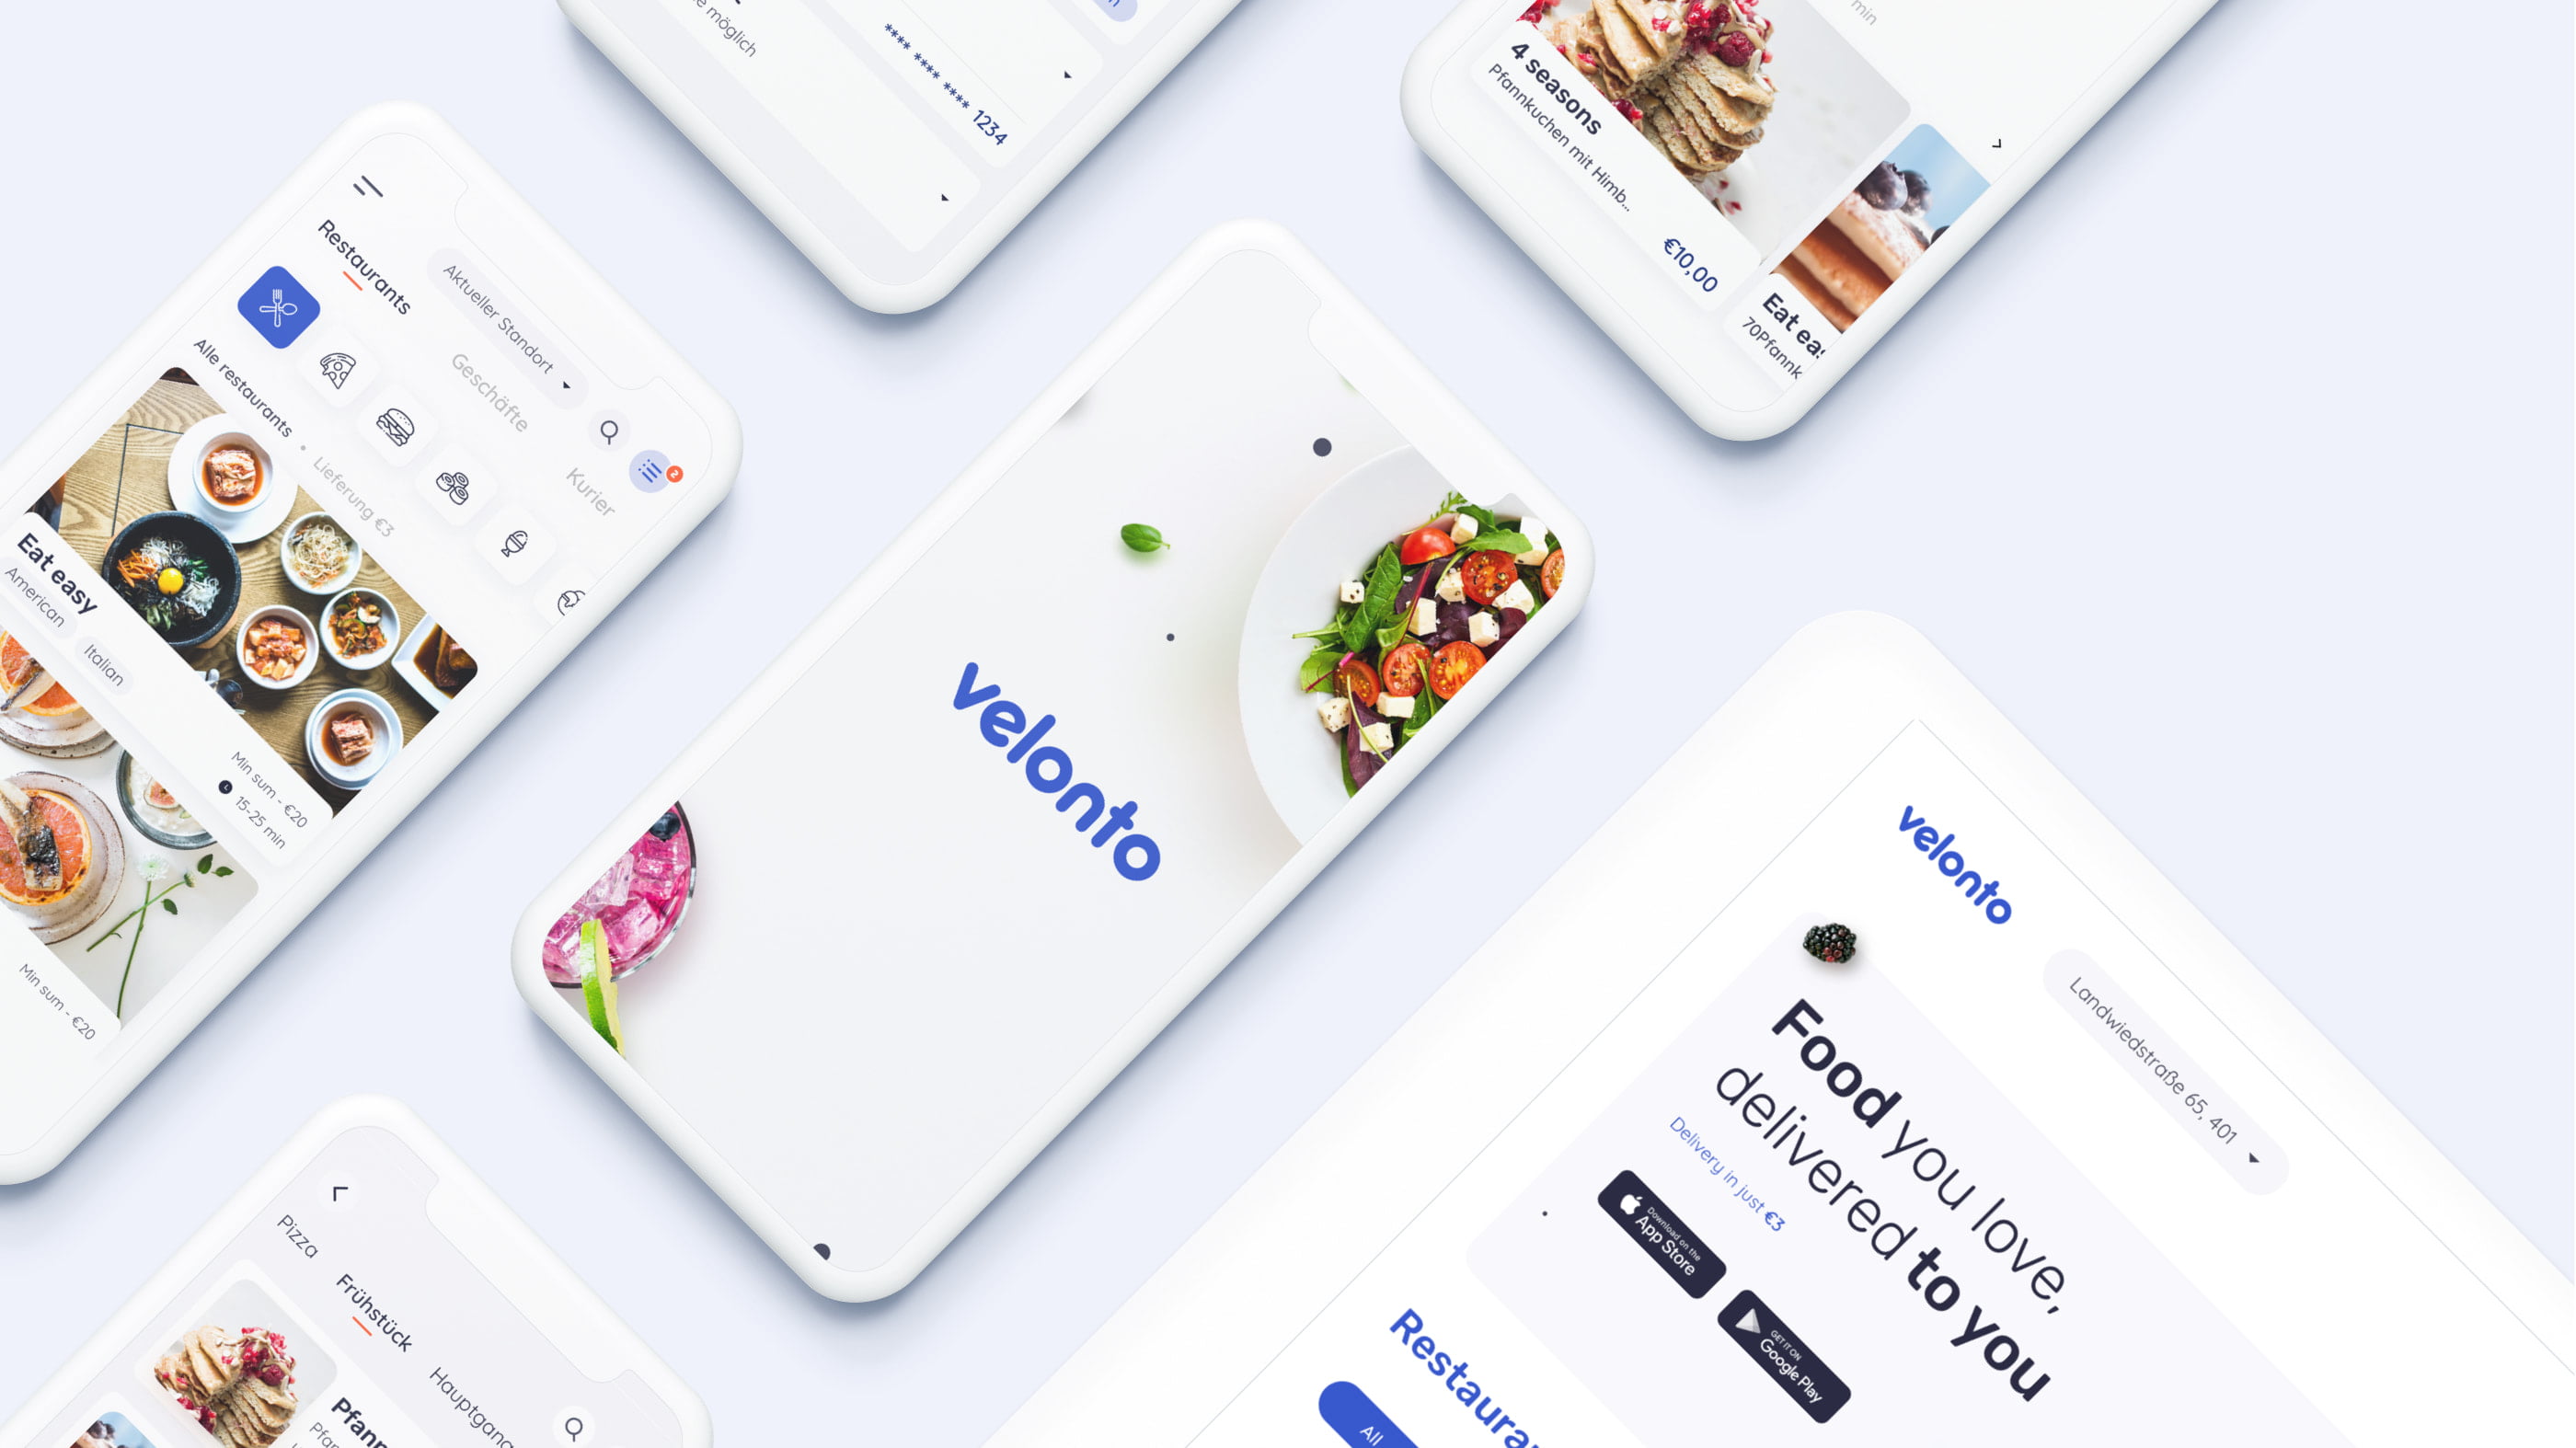 möglich
**** **** **** 1234
min
4 seasons
Pfannkuchen mit Himb...
€10,00
Eat eas
70Pfannk
Aktueller Standort
2
Restaurants
Geschäfte
Kurier
Alle restaurants • Lieferung €3
Eat easy
American
Italian
Min sum - €20
15-25 min
Min sum - €20
velonto
velonto
Landwiedstraße 65, 401
Food you love,
delivered to you
Delivery in just €3
Download on the
App Store
GET IT ON
Google Play
Restaura
All
Pizza
Frühstück
Hauptgang
Pfann
Pfan